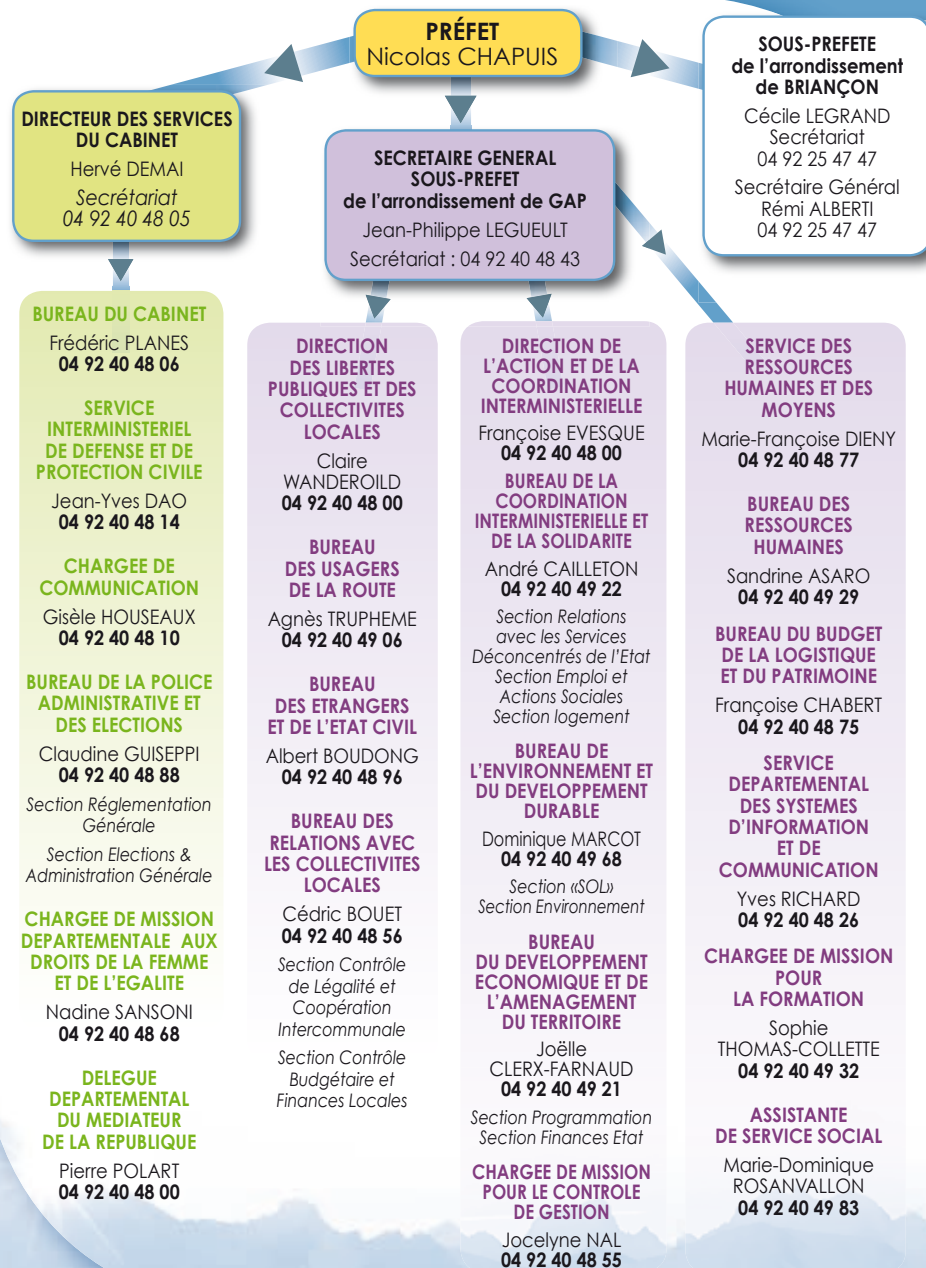 PRÉFET
Nicolas CHAPUIS
SOUS-PREFETE
de l'arrondissement
de BRIANÇON
Cécile LEGRAND
Secrétariat
04 92 25 47 47
Secrétaire Général
Rémi ALBERTI
04 92 25 47 47
DIRECTEUR DES SERVICES
DU CABINET
Hervé DEMAI
Secrétariat
04 92 40 48 05
SECRETAIRE GENERAL
SOUS-PREFET
de l'arrondissement de GAP
Jean-Philippe LEGUEULT
Secrétariat : 04 92 40 48 43
BUREAU DU CABINET
Frédéric PLANES
04 92 40 48 06
SERVICE
INTERMINISTERIEL
DE DEFENSE ET DE
PROTECTION CIVILE
Jean-Yves DAO
04 92 40 48 14
CHARGEE DE
COMMUNICATION
Gisèle HOUSEAUX
04 92 40 48 10
BUREAU DE LA POLICE
ADMINISTRATIVE ET
DES ELECTIONS
Claudine GUISEPPI
04 92 40 48 88
Section Réglementation
Générale
Section Elections &
Administration Générale
CHARGEE DE MISSION
DEPARTEMENTALE AUX
DROITS DE LA FEMME
ET DE L'EGALITE
Nadine SANSONI
04 92 40 48 68
DELEGUE
DEPARTEMENTAL
DU MEDIATEUR
DE LA REPUBLIQUE
Pierre POLART
04 92 40 48 00
DIRECTION
DES LIBERTES
PUBLIQUES ET DES
COLLECTIVITES
LOCALES
Claire
WANDEROILD
04 92 40 48 00
BUREAU
DES USAGERS
DE LA ROUTE
Agnès TRUPHEME
04 92 40 49 06
BUREAU
DES ETRANGERS
ET DE L'ETAT CIVIL
Albert BOUDONG
04 92 40 48 96
BUREAU DES
RELATIONS AVEC
LES COLLECTIVITES
LOCALES
Cédric BOUET
04 92 40 48 56
Section Contrôle
de Légalité et
Coopération
Intercommunale
Section Contrôle
Budgétaire et
Finances Locales
DIRECTION DE
L'ACTION ET DE LA
COORDINATION
INTERMINISTERIELLE
Françoise EVESQUE
04 92 40 48 00
BUREAU DE LA
COORDINATION
INTERMINISTERIELLE ET
DE LA SOLIDARITE
André CAILLETON
04 92 40 49 22
Section Relations
avec les Services
Déconcentrés de l'Etat
Section Emploi et
Actions Sociales
Section logement
BUREAU DE
L'ENVIRONNEMENT ET
DU DEVELOPPEMENT
DURABLE
Dominique MARCOT
04 92 40 49 68
Section «SOL»
Section Environnement
BUREAU
DU DEVELOPPEMENT
ECONOMIQUE ET DE
L'AMENAGEMENT
DU TERRITOIRE
Joëlle
CLERX-FARNAUD
04 92 40 49 21
Section Programmation
Section Finances Etat
CHARGEE DE MISSION
POUR LE CONTROLE
DE GESTION
Jocelyne NAL
04 92 40 48 55
SERVICE DES
RESSOURCES
HUMAINES ET DES
MOYENS
Marie-Françoise DIENY
04 92 40 48 77
BUREAU DES
RESSOURCES
HUMAINES
Sandrine ASARO
04 92 40 49 29
BUREAU DU BUDGET
DE LA LOGISTIQUE
ET DU PATRIMOINE
Françoise CHABERT
04 92 40 48 75
SERVICE
DEPARTEMENTAL
DES SYSTEMES
D'INFORMATION
ET DE
COMMUNICATION
Yves RICHARD
04 92 40 48 26
CHARGEE DE MISSION
POUR
LA FORMATION
Sophie
THOMAS-COLLETTE
04 92 40 49 32
ASSISTANTE
DE SERVICE SOCIAL
Marie-Dominique
ROSANVALLON
04 92 40 49 83